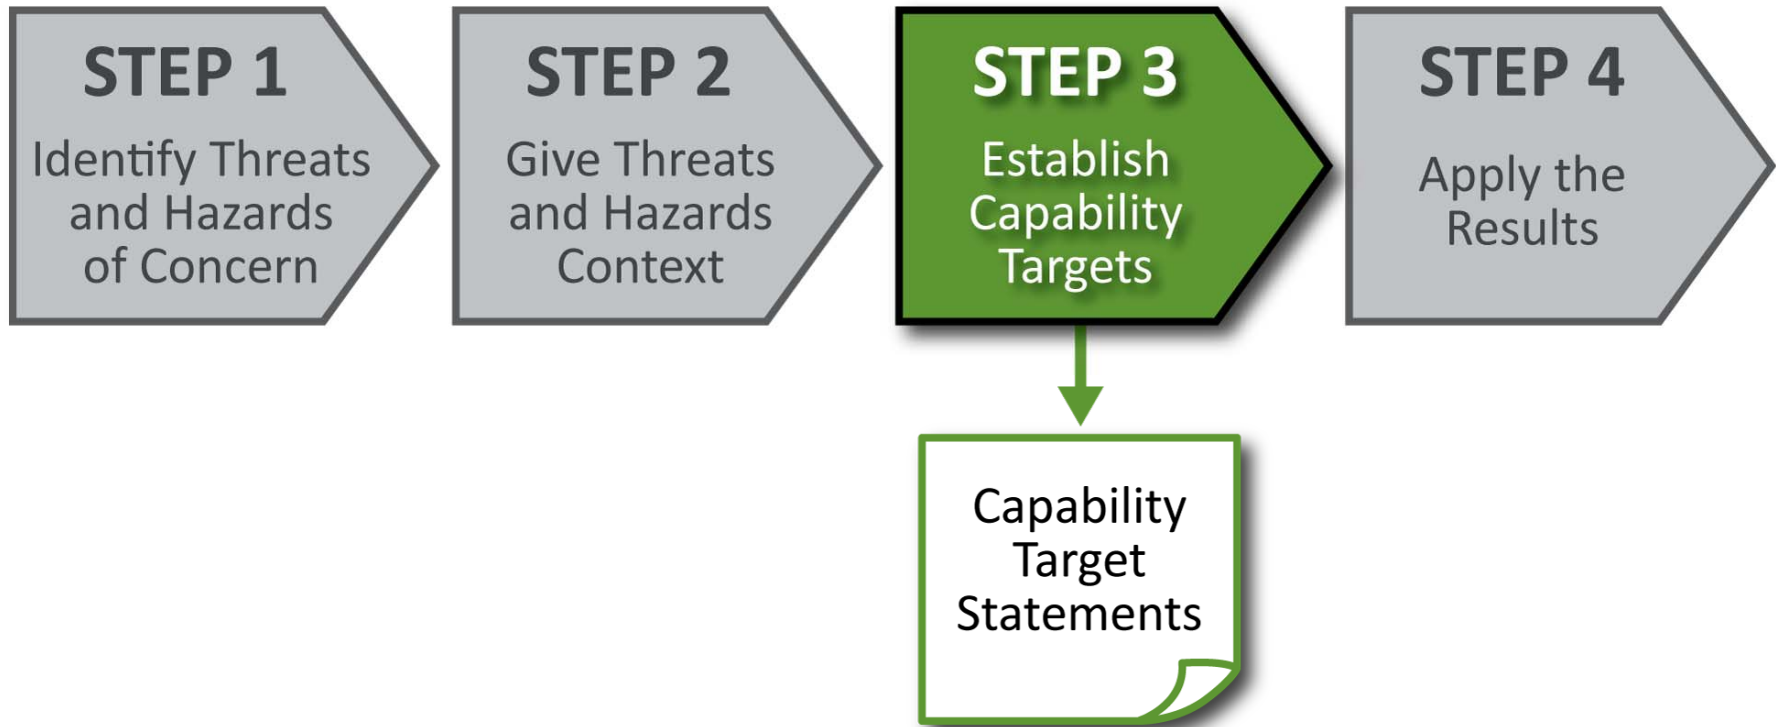 STEP 1
Identify Threats
and Hazards
of Concern
STEP 2
Give Threats
and Hazards
Context
STEP 3
Establish
Capability
Targets
STEP 4
Apply the
Results
Capability
Target
Statements